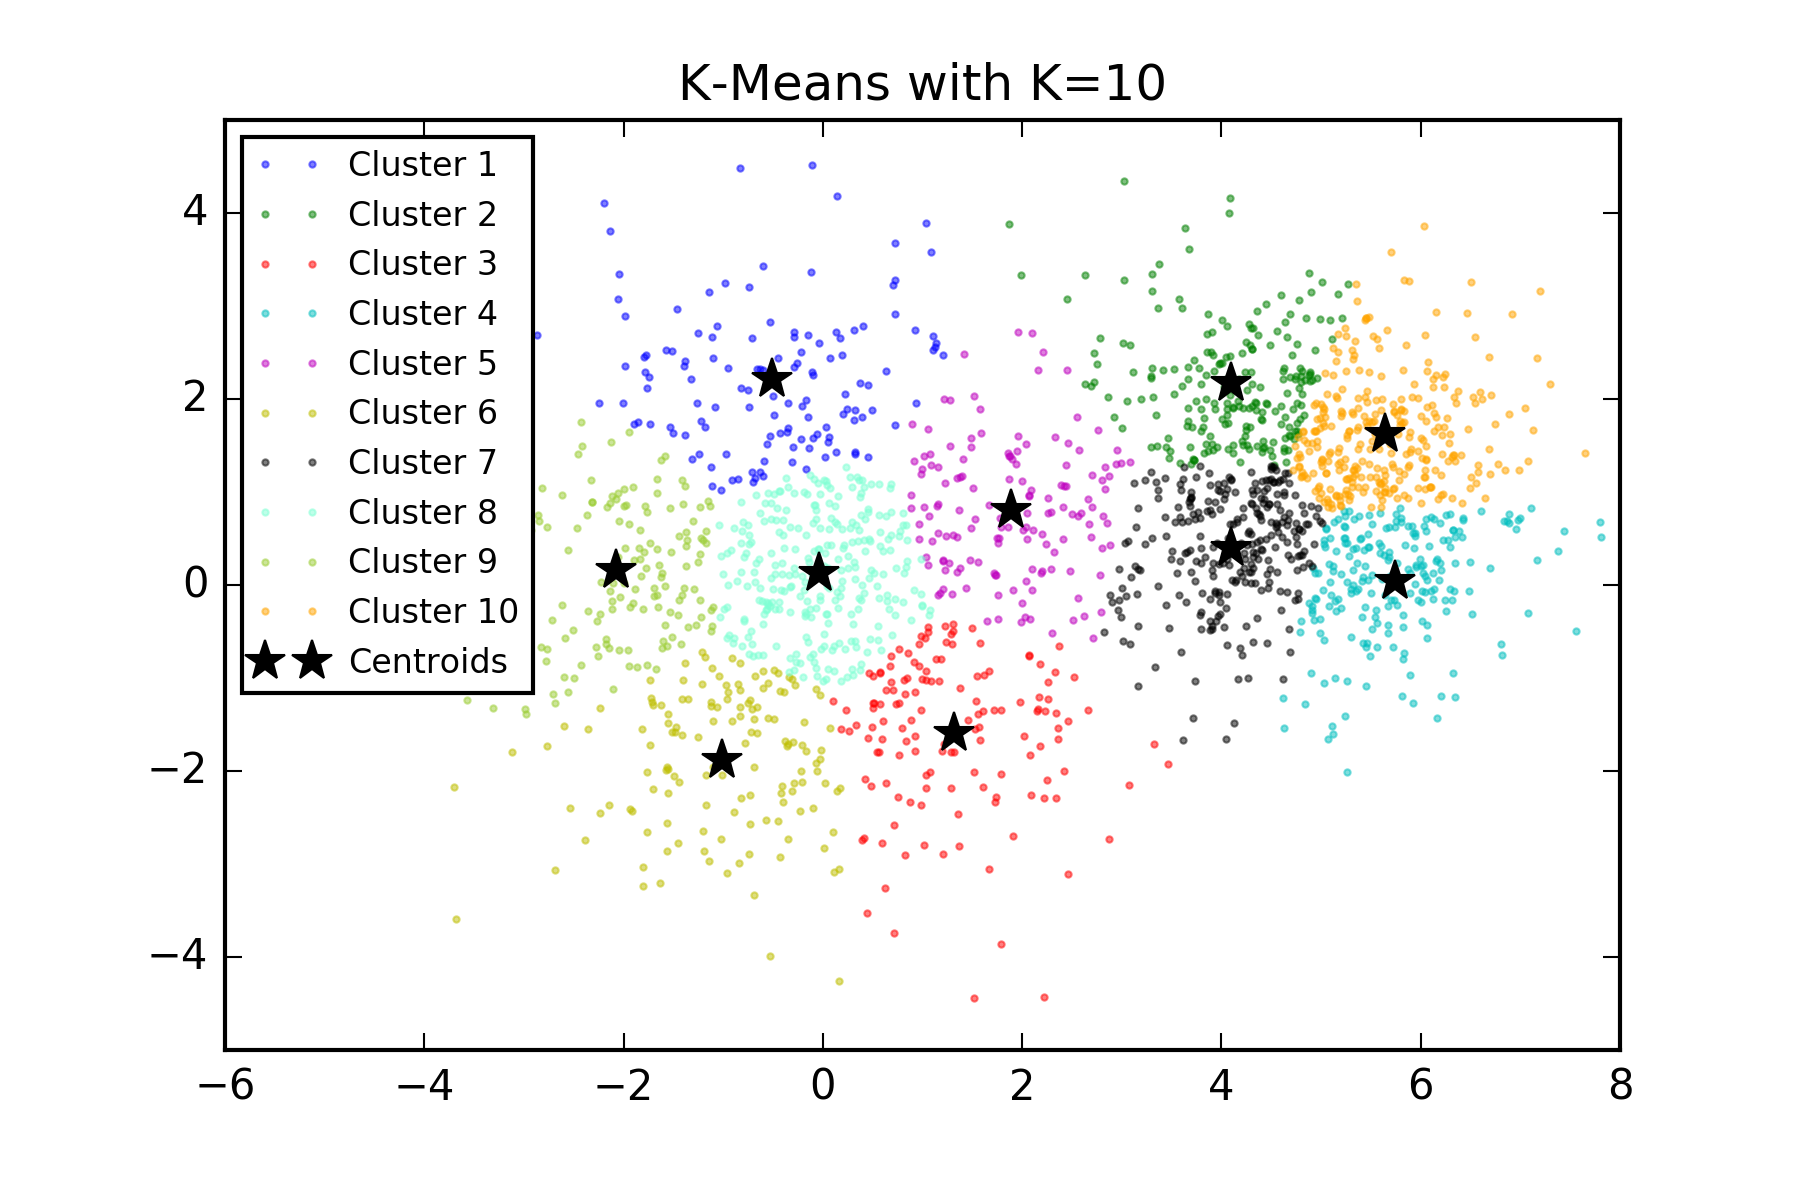 K-Means with K=10
Cluster 1
Cluster 2
Cluster 3
Cluster 4
Cluster 5
Cluster 6
Cluster 7
Cluster 8
Cluster 9
Cluster 10
Centroids
4
2
0
−2
−4
−6 −4 −2 0 2 4 6 8